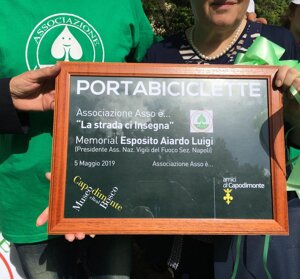 ASSOCIAZIONE
PORTABICICLETTE
Associazione Asso è...
"La strada ci Insegna"
Memorial Esposito Aiardo Luigi
(Presidente Ass. Naz. Vigili del Fuoco Sez. Napoli)
5 Maggio 2019
Associazione Asso è...
Capodimonte
Museo e Real Bosco
amici
di Capodimonte